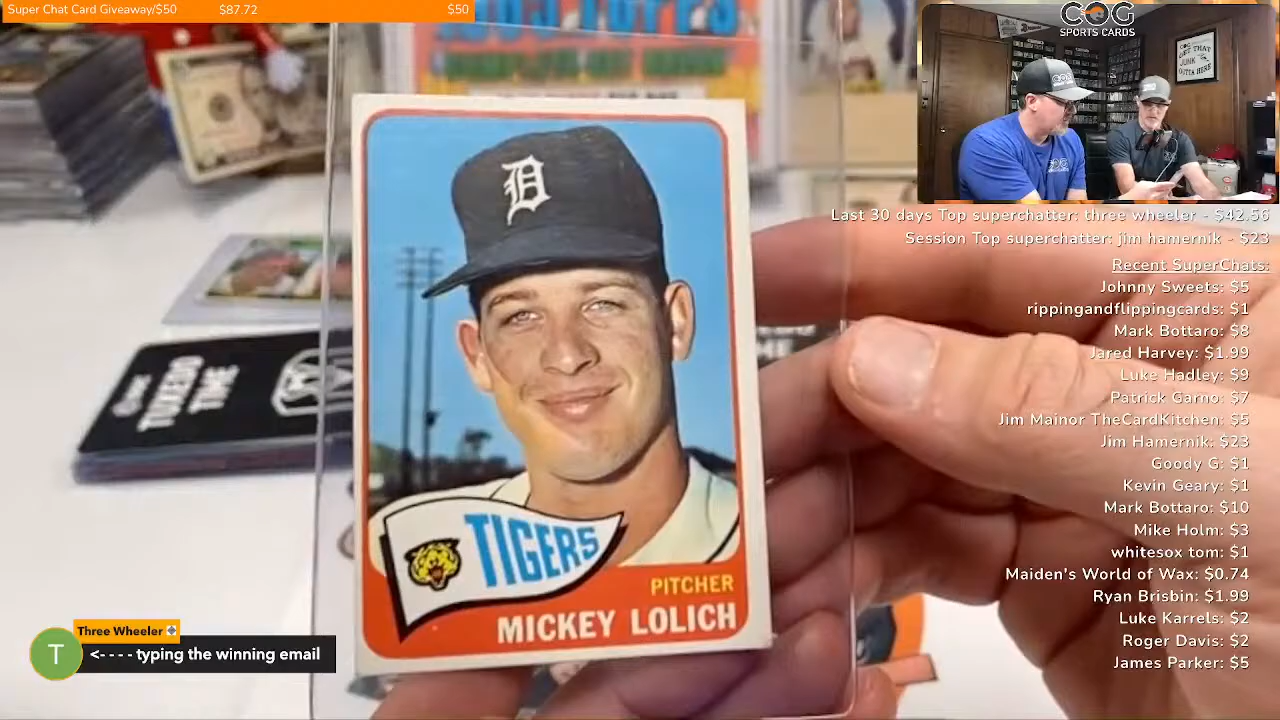 Super Chat Card Giveaway/$50 $87.72 $50
COG
SPORTS CARDS
Last 30 days Top superchatter: three wheeler - $42.56
Session Top superchatter: jim hamernik - $23
Recent SuperChats:
Johnny Sweets: $5
rippingandflippingcards: $1
Mark Bottaro: $8
Jared Harvey: $1.99
Luke Hadley: $9
Patrick Garno: $7
Jim Mainor TheCardKitchen: $5
Jim Hamernik: $23
Goody G: $1
Kevin Geary: $1
Mark Bottaro: $10
Mike Holm: $3
whitesox tom: $1
Maiden's World of Wax: $0.74
Ryan Brisbin: $1.99
Luke Karrels: $2
Roger Davis: $2
James Parker: $5
D
TUXEDO
THE
TIGERS
PITCHER
MICKEY LOLICH
Three Wheeler
T
<---- typing the winning email